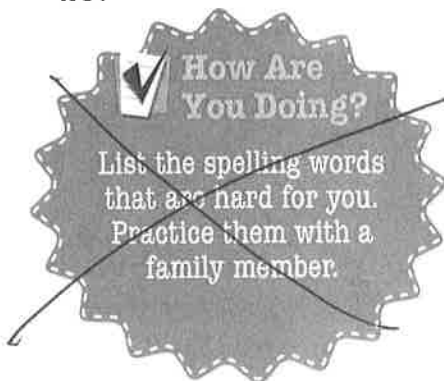 How Are
You Doing?
List the spelling words
that are hard for you.
Practice them with a
family member.